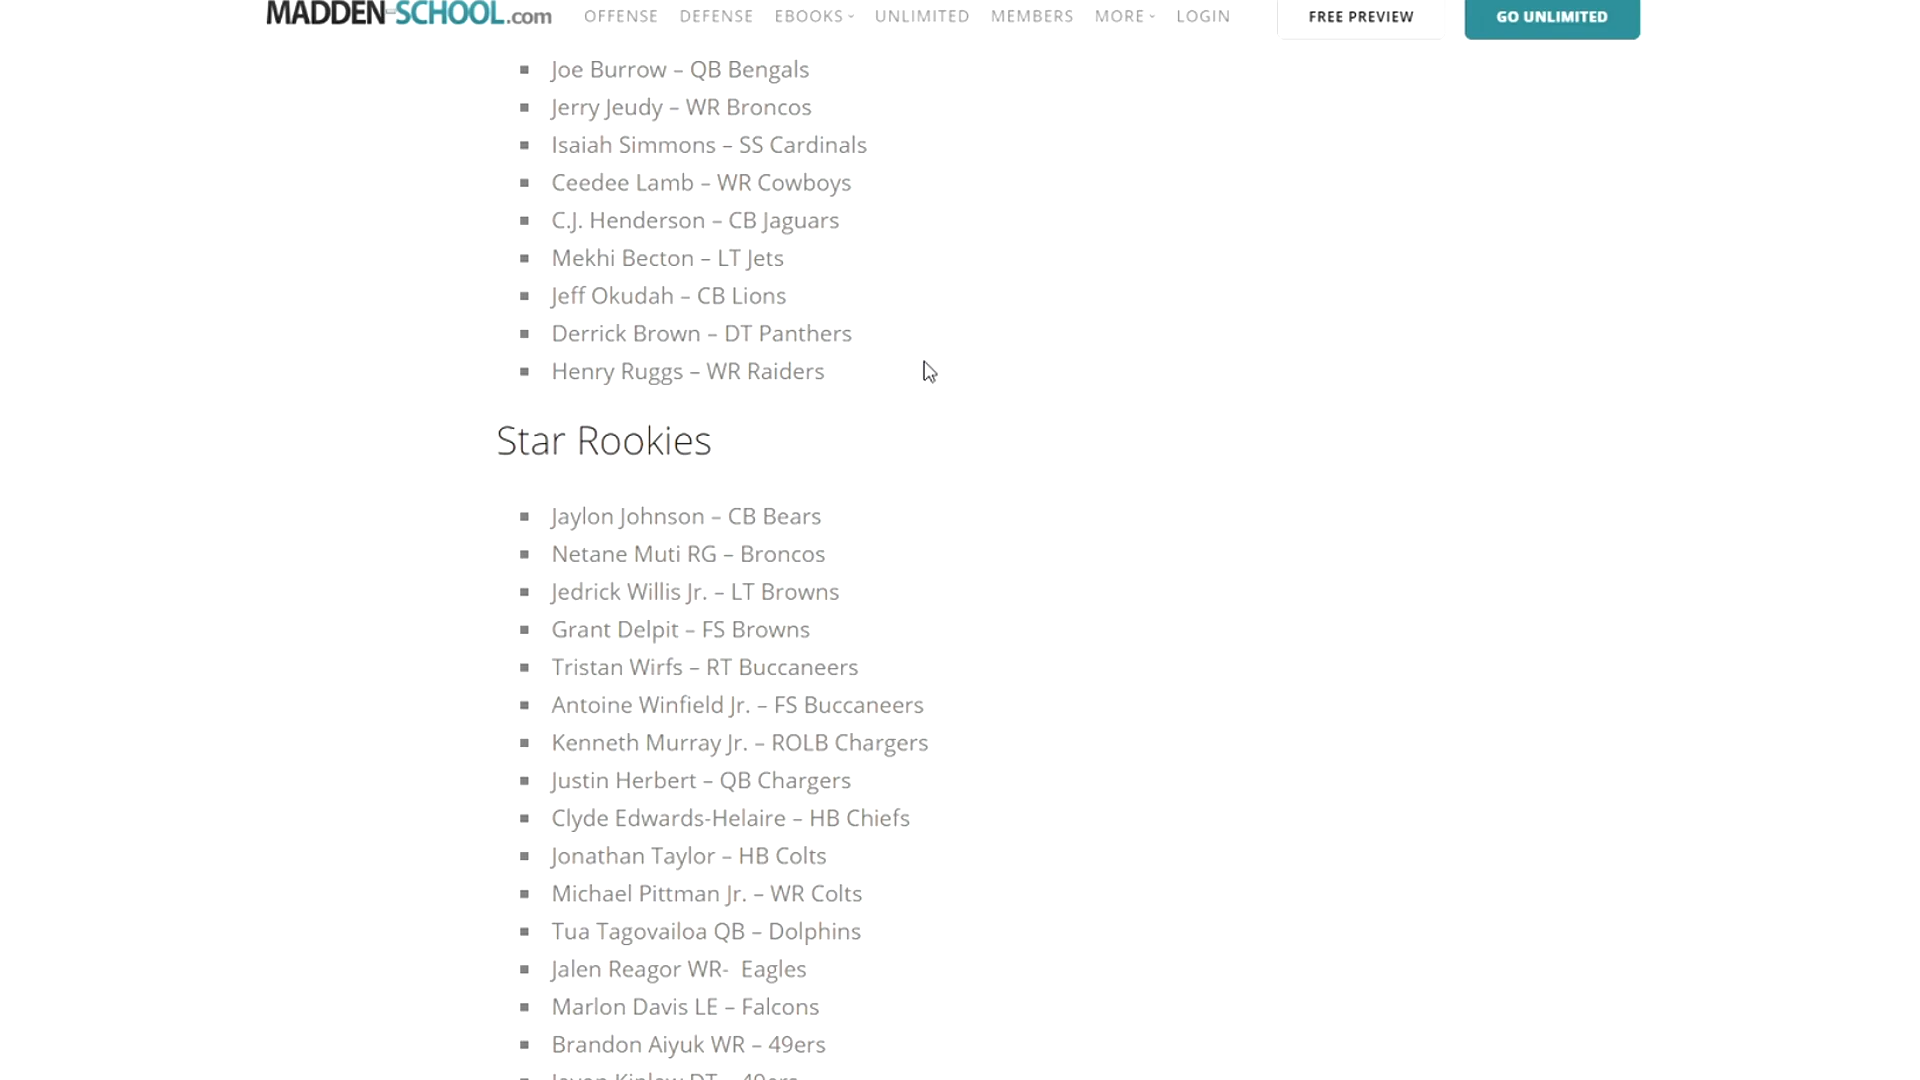 MADDEN-SCHOOL.com OFFENSE DEFENSE EBOOKS UNLIMITED MEMBERS MORE LOGIN FREE PREVIEW GO UNLIMITED
Joe Burrow – QB Bengals
Jerry Jeudy – WR Broncos
Isaiah Simmons – SS Cardinals
Ceedee Lamb – WR Cowboys
C.J. Henderson – CB Jaguars
Mekhi Becton – LT Jets
Jeff Okudah – CB Lions
Derrick Brown – DT Panthers
Henry Ruggs – WR Raiders
Star Rookies
Jaylon Johnson – CB Bears
Netane Muti RG – Broncos
Jedrick Willis Jr. – LT Browns
Grant Delpit – FS Browns
Tristan Wirfs – RT Buccaneers
Antoine Winfield Jr. – FS Buccaneers
Kenneth Murray Jr. – ROLB Chargers
Justin Herbert – QB Chargers
Clyde Edwards-Helaire – HB Chiefs
Jonathan Taylor – HB Colts
Michael Pittman Jr. – WR Colts
Tua Tagovailoa QB – Dolphins
Jalen Reagor WR- Eagles
Marlon Davis LE – Falcons
Brandon Aiyuk WR – 49ers